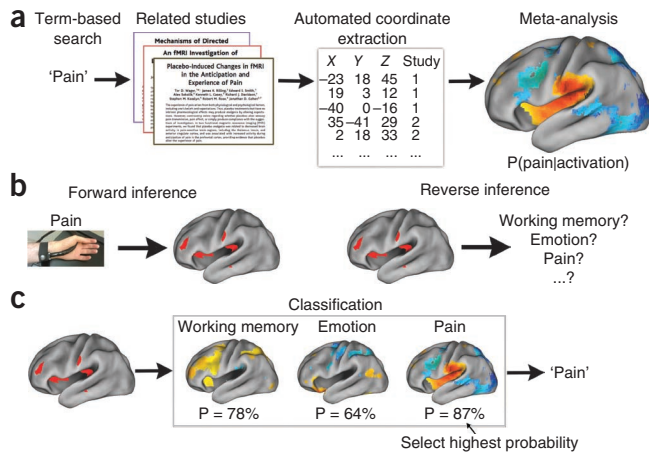 a
Term-based
search
Related studies
Automated coordinate
extraction
Meta-analysis
'Pain'
Mechanisms of Directed
An fMRI Investigation of
Placebo-Induced Changes in fMRI
in the Anticipation and
Experience of Pain
X Y Z Study
–23 18 45 1
19 3 12 1
–40 0 –16 1
35 –41 29 2
2 18 33 2
... ... ... ...
P(pain|activation)
b
Forward inference
Reverse inference
Pain
Working memory?
Emotion?
Pain?
...?
c
Classification
Working memory Emotion Pain
P = 78% P = 64% P = 87%
'Pain'
Select highest probability